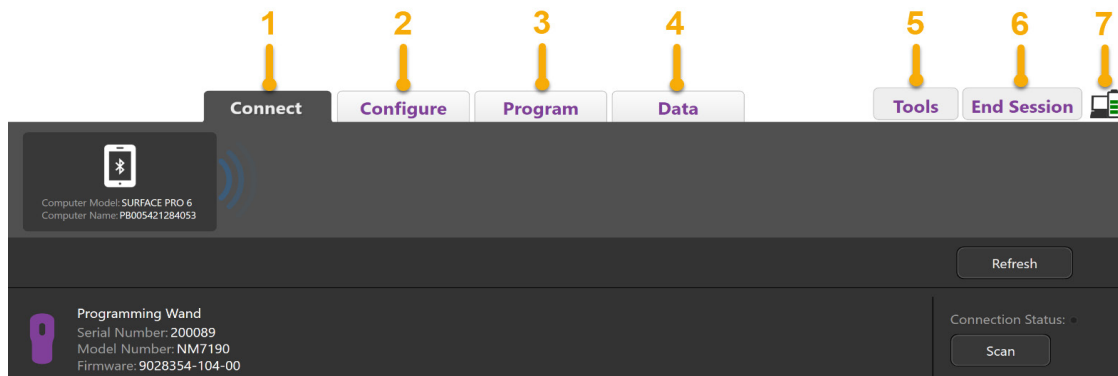 1 2 3 4 5 6 7
Connect Configure Program Data Tools End Session
Computer Model: SURFACE PRO 6
Computer Name: PB005421284053
Refresh
Programming Wand
Serial Number: 200089
Model Number: NM7190
Firmware: 9028354-104-00
Connection Status:
Scan